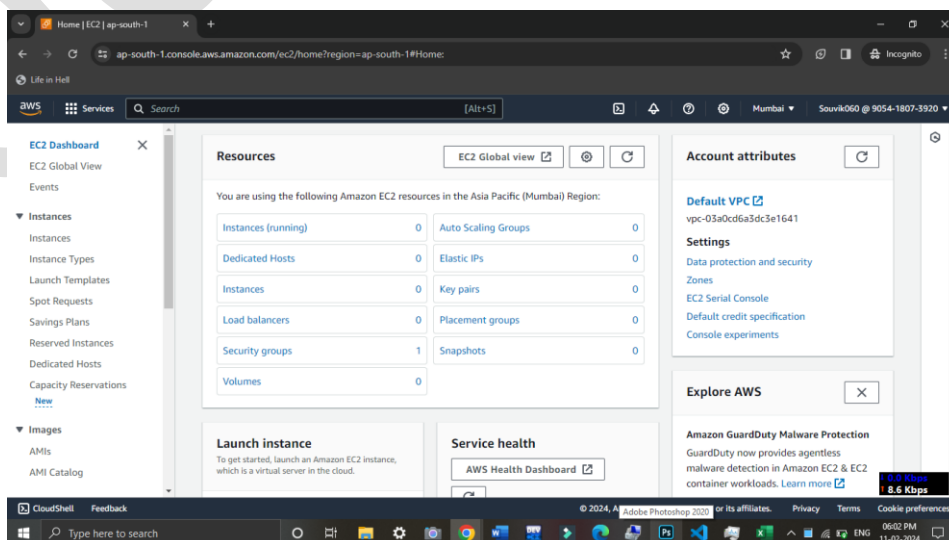 Home | EC2 | ap-south-1
ap-south-1.console.aws.amazon.com/ec2/home?region=ap-south-1#Home:
Incognito
Life in Hell
aws
Services
Search
[Alt+S]
Mumbai
Souvik060 @ 9054-1807-3920
EC2 Dashboard
EC2 Global View
Events
Instances
Instances
Instance Types
Launch Templates
Spot Requests
Savings Plans
Reserved Instances
Dedicated Hosts
Capacity Reservations
New
Images
AMIs
AMI Catalog
Resources
EC2 Global view
You are using the following Amazon EC2 resources in the Asia Pacific (Mumbai) Region:
Instances (running) 0
Auto Scaling Groups 0
Dedicated Hosts 0
Elastic IPs 0
Instances 0
Key pairs 0
Load balancers 0
Placement groups 0
Security groups 1
Snapshots 0
Volumes 0
Launch instance
To get started, launch an Amazon EC2 instance,
which is a virtual server in the cloud.
Service health
AWS Health Dashboard
Account attributes
Default VPC
vpc-03a0cd6a3dc3e1641
Settings
Data protection and security
Zones
EC2 Serial Console
Default credit specification
Console experiments
Explore AWS
Amazon GuardDuty Malware Protection
GuardDuty now provides agentless
malware detection in Amazon EC2 & EC2
container workloads. Learn more
0.0 Kbps
8.6 Kbps
CloudShell
Feedback
© 2024, A
Adobe Photoshop 2020
or its affiliates.
Privacy
Terms
Cookie preferences
Type here to search
ENG
06:02 PM
11-02-2024